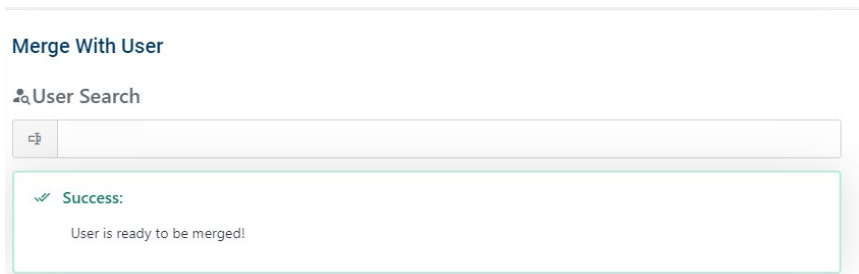 Merge With User
User Search
Success:
User is ready to be merged!